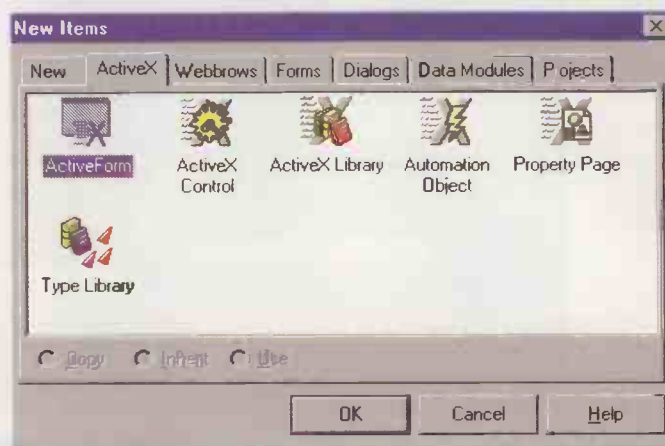 New Items
New ActiveX Webbrows Forms Dialogs Data Modules P ojects
ActiveForm
ActiveX Control
ActiveX Library
Automation Object
Property Page
Type Library
Copy Inherit Use
OK Cancel Help